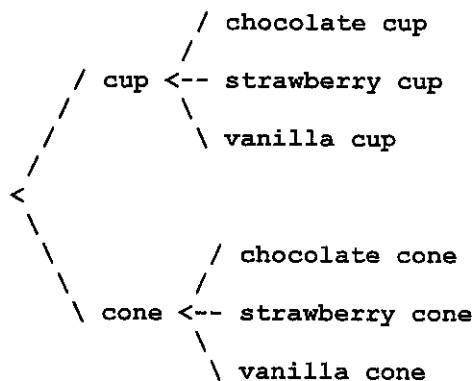 chocolate cup
cup <-- strawberry cup
vanilla cup
<
chocolate cone
cone <-- strawberry cone
vanilla cone